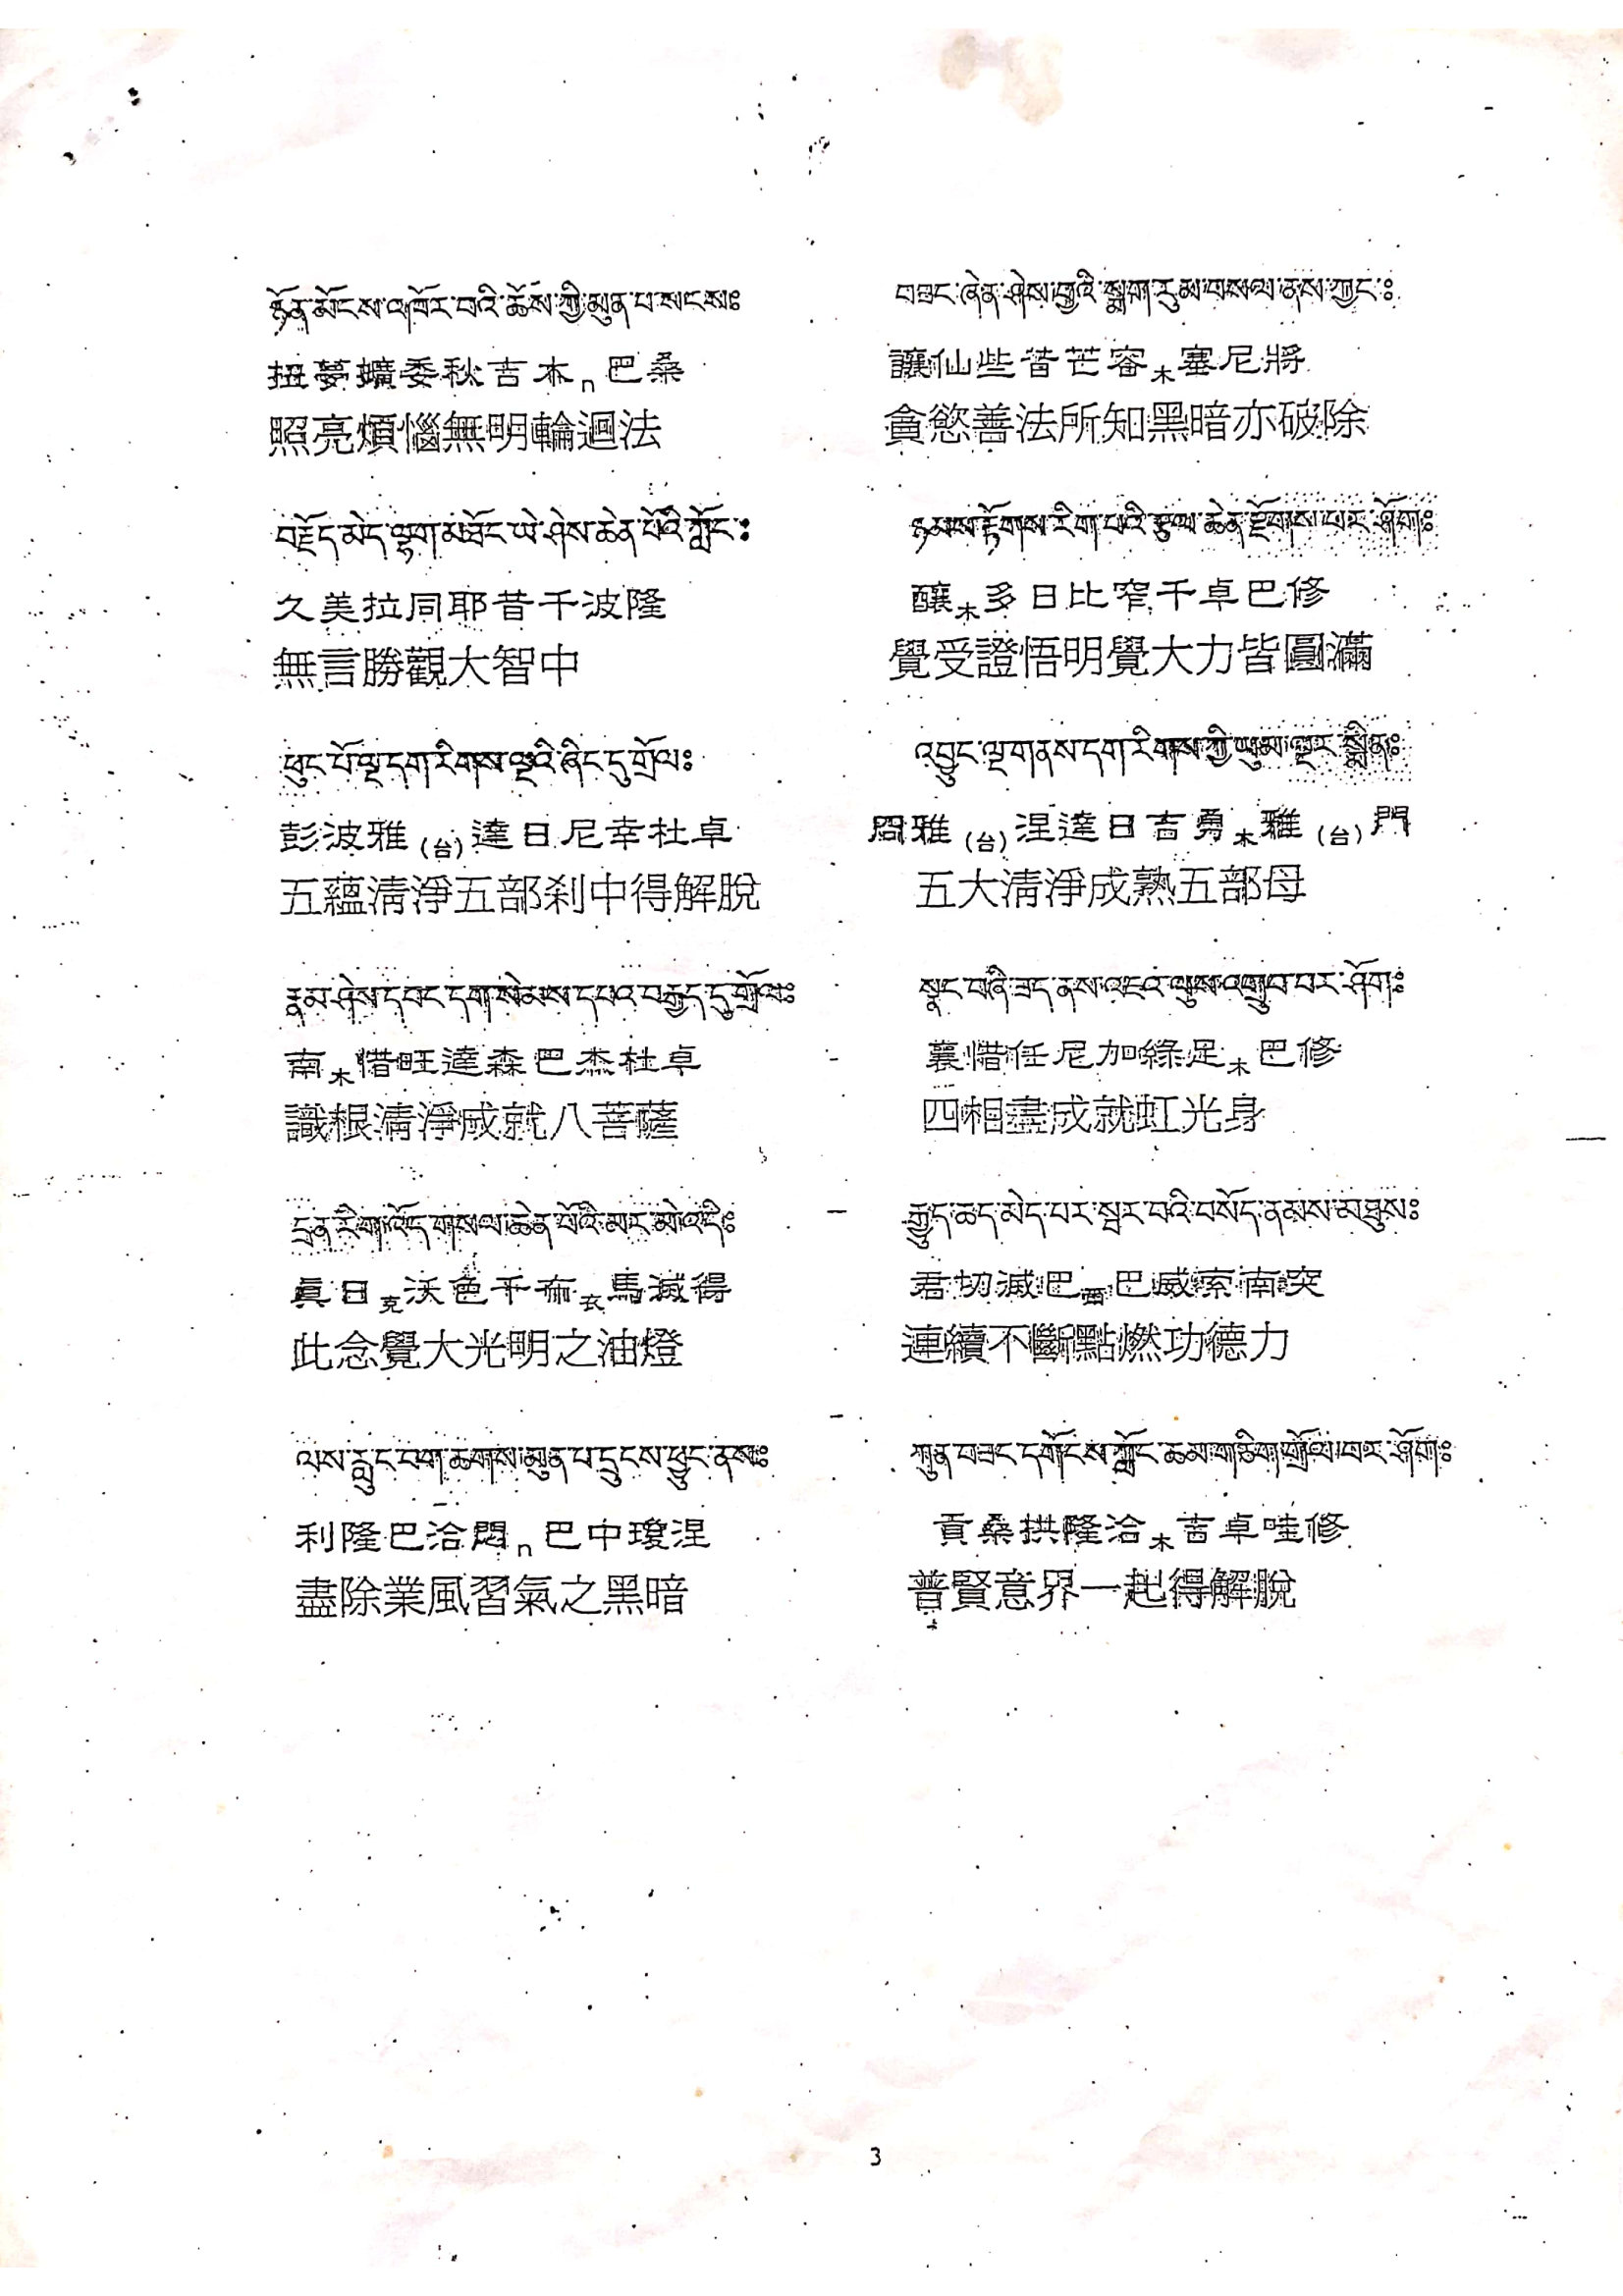 ཉོན་མོངས་འཁོར་བའི་ཆོས་ཀྱི་མུན་པ་སངས༔
扭夢擴委秋吉木n巴桑
照亮煩惱無明輪迴法
བཟང་ཞེན་ཤེས་བྱའི་སྨག་རུམ་བསལ་ནས་ཀྱང་༔
讓仙些昔芒容木塞尼將
貪慾善法所知黑暗亦破除
བརྗོད་མེད་ལྷག་མཐོང་ཡེ་ཤེས་ཆེན་པོའི་ཀློང་༔
久美拉同耶昔千波隆
無言勝觀大智中
ཉམས་རྟོགས་རིག་པའི་རྩལ་ཆེན་རྫོགས་པར་ཤོག༔
釀木多日比窄千卓巴修
覺受證悟明覺大力皆圓滿
ཕུང་པོ་ལྔ་དག་རིགས་ལྔའི་ཞིང་དུ་གྲོལ༔
彭波雅(台)達日尼幸杜卓
五蘊清淨五部刹中得解脫
འབྱུང་ལྔ་གནས་དག་རིགས་ཀྱི་ཡུམ་ལྔར་སྨིན༔
囧雅(台)涅達日吉勇木雅(台)門
五大清淨成熟五部母
རྣམ་ཤེས་དབང་དག་སེམས་དཔའ་བརྒྱད་དུ་གྲོལ༔
南木惜旺達森巴杰杜卓
識根清淨成就八菩薩
སྣང་བཞི་ཟད་ནས་འཇའ་ལུས་འགྲུབ་པར་ཤོག༔
襄惜任尼加綠足木巴修
四相盡成就虹光身
དྲན་རིག་འོད་གསལ་ཆེན་པོའི་མར་མེ་འདི༔
眞日克沃色千布衣馬滅得
此念覺大光明之油燈
རྒྱུད་ཆད་མེད་པར་སྦར་བའི་བསོད་ནམས་མཐུས༔
君切滅巴爾巴威索南突
連續不斷點燃功德力
ལས་རླུང་བག་ཆགས་མུན་པ་དྲུངས་ཕྱུང་ནས༔
利隆巴洽悶n巴中瓊涅
盡除業風習氣之黑暗
ཀུན་བཟང་དགོངས་ཀློང་ཆམ་གཅིག་གྲོལ་བར་ཤོག༔
貢桑拱隆洽木吉卓哇修
普賢意界一起得解脫
3